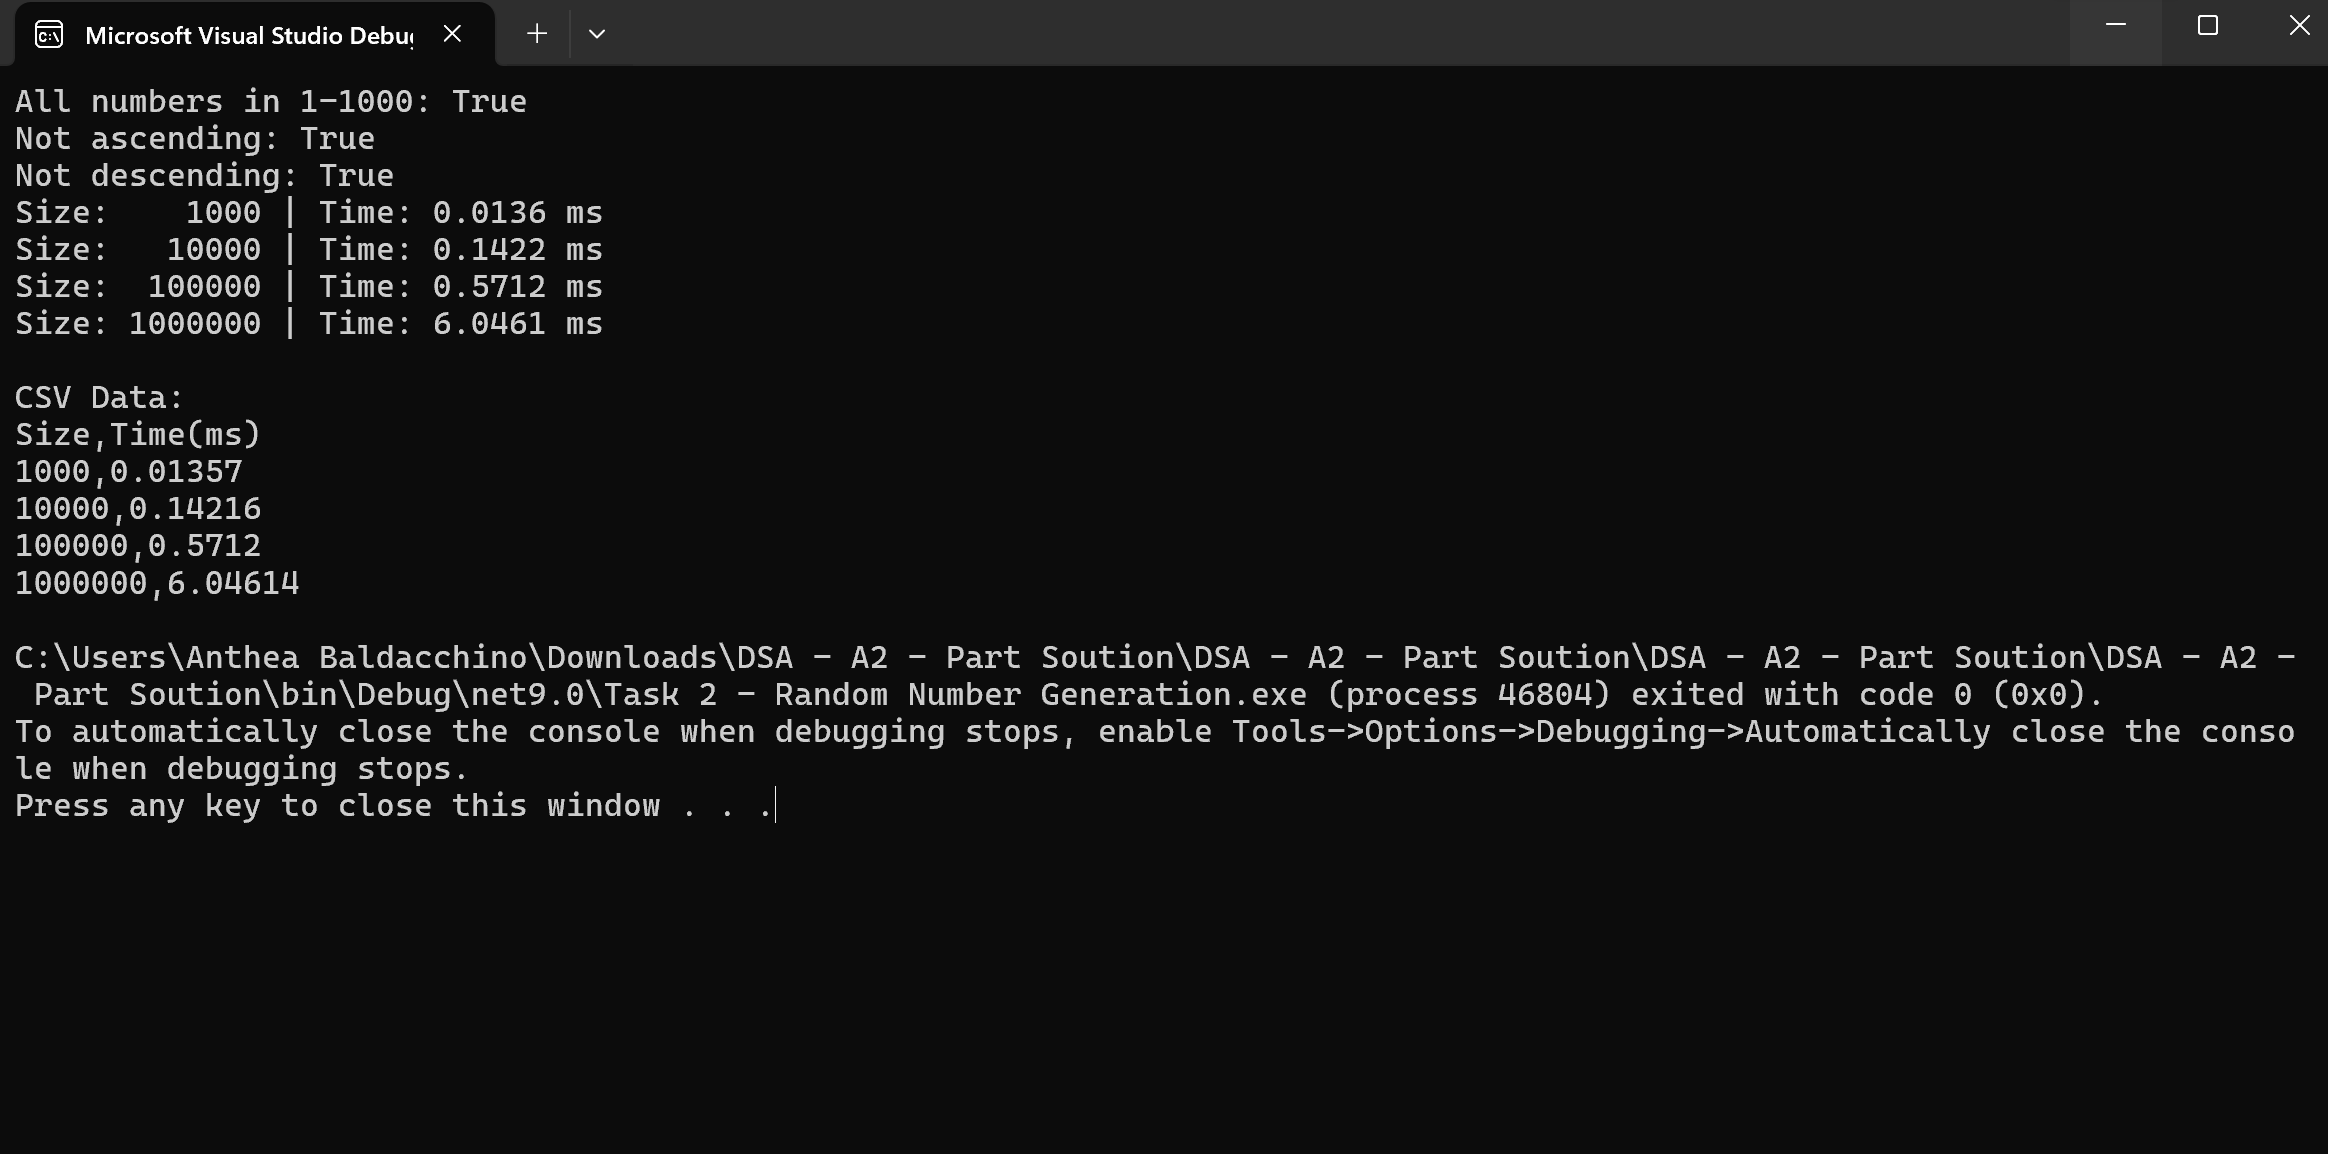 Microsoft Visual Studio Debug
All numbers in 1-1000: True
Not ascending: True
Not descending: True
Size:    1000 | Time: 0.0136 ms
Size:   10000 | Time: 0.1422 ms
Size:  100000 | Time: 0.5712 ms
Size: 1000000 | Time: 6.0461 ms
CSV Data:
Size,Time(ms)
1000,0.01357
10000,0.14216
100000,0.5712
1000000,6.04614
C:\Users\Anthea Baldacchino\Downloads\DSA - A2 - Part Soution\DSA - A2 - Part Soution\DSA - A2 - Part Soution\DSA - A2 -
 Part Soution\bin\Debug\net9.0\Task 2 - Random Number Generation.exe (process 46804) exited with code 0 (0x0).
To automatically close the console when debugging stops, enable Tools->Options->Debugging->Automatically close the conso
le when debugging stops.
Press any key to close this window . . .